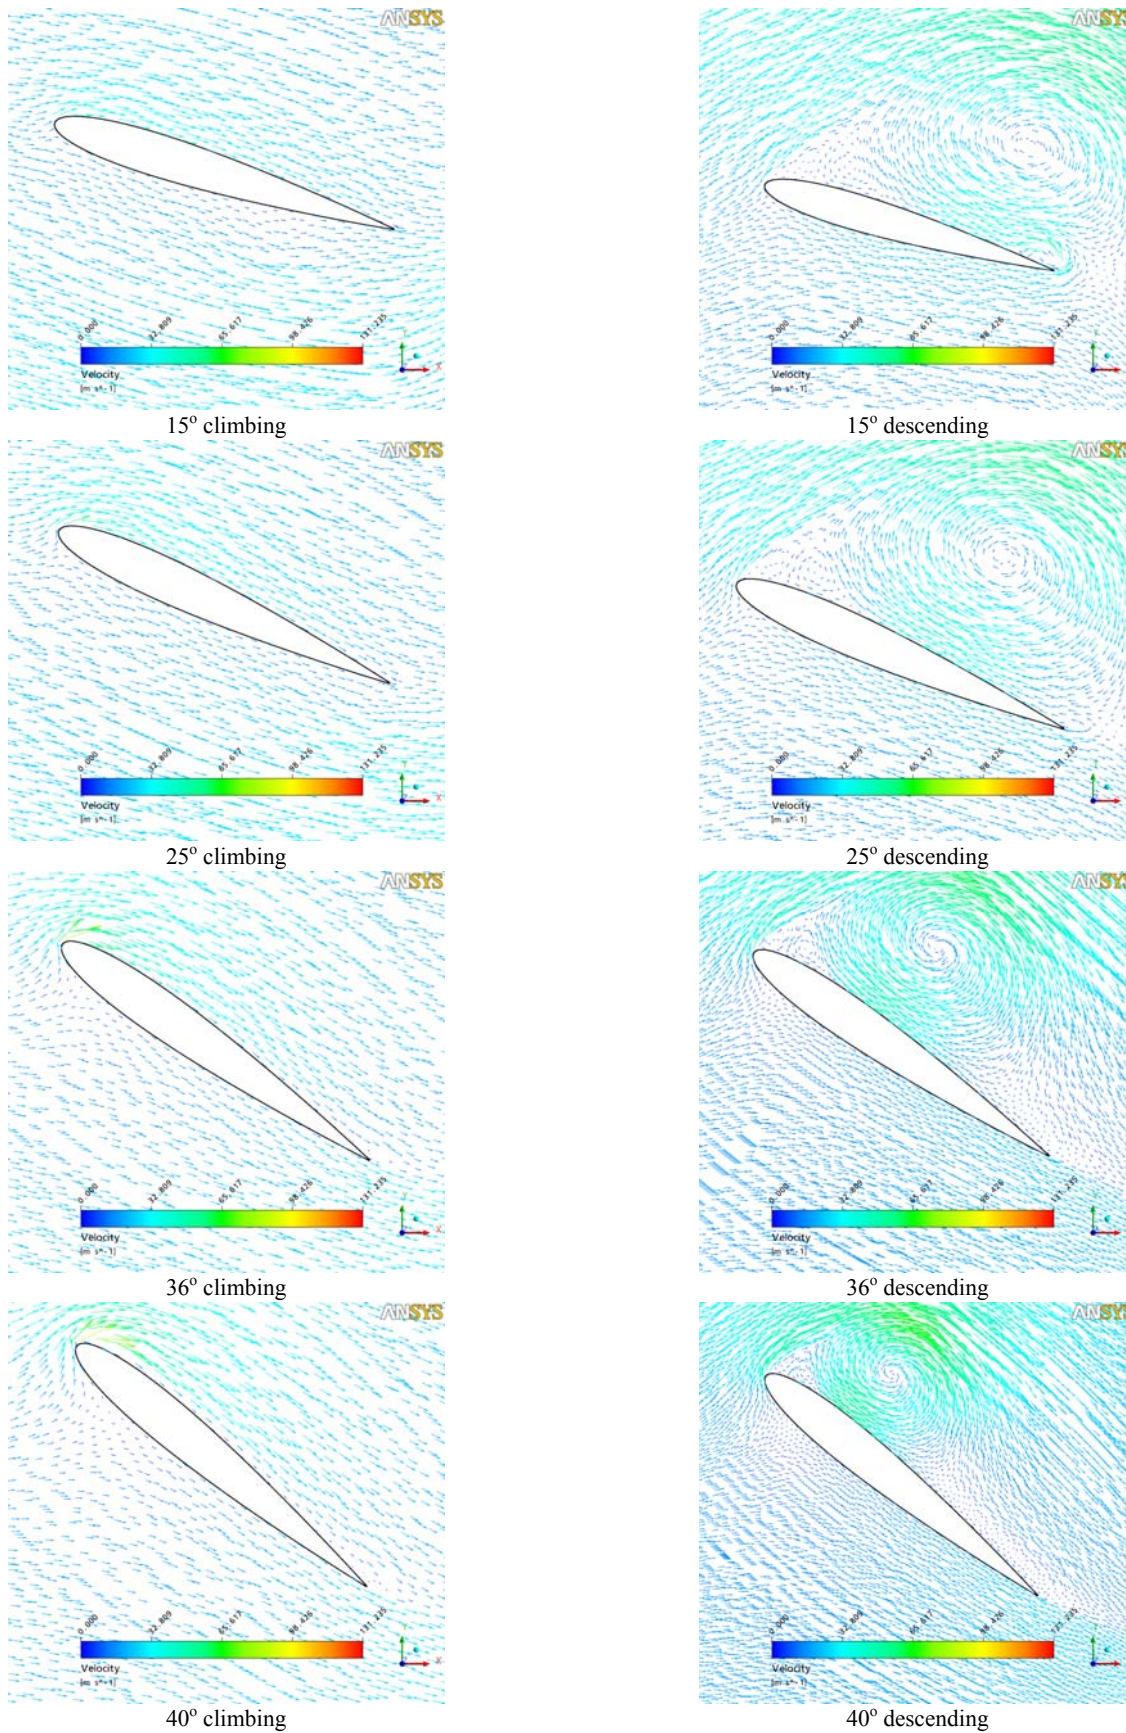 ANSYS
ANSYS
0.000 32.809 65.617 98.426 131.235
Velocity
[m s^-1]
Y
X
0.000 32.809 65.617 98.426 131.235
Velocity
[m s^-1]
Y
15° climbing
15° descending
ANSYS
ANSYS
0.000 32.809 65.617 98.426 131.235
Velocity
[m s^-1]
Y
X
0.000 32.809 65.617 98.426 131.235
Velocity
[m s^-1]
Y
25° climbing
25° descending
ANSYS
ANSYS
0.000 32.809 65.617 98.426 131.235
Velocity
[m s^-1]
Y
X
0.000 32.809 65.617 98.426 131.235
Velocity
[m s^-1]
Y
36° climbing
36° descending
ANSYS
ANSYS
0.000 32.809 65.617 98.426 131.235
Velocity
[m s^-1]
Y
X
0.000 32.809 65.617 98.426 131.235
Velocity
[m s^-1]
Y
40° climbing
40° descending